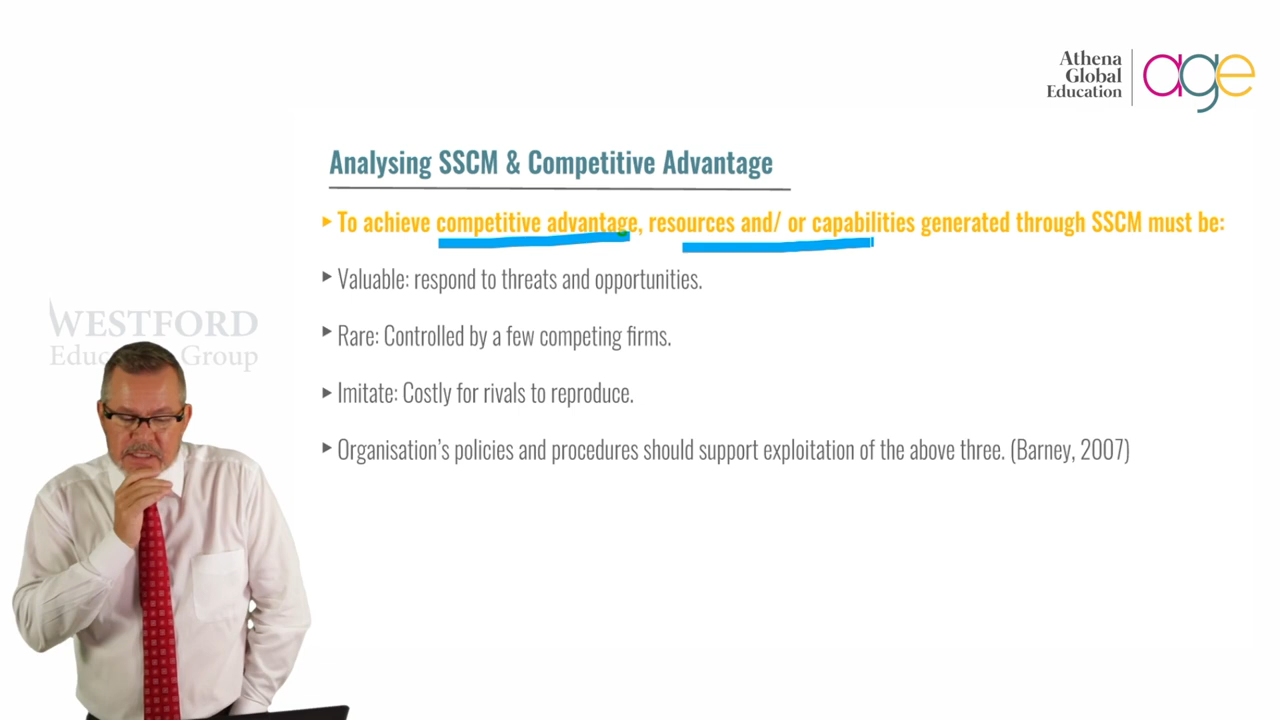 Athena
Global
Education
age
Analysing SSCM & Competitive Advantage
To achieve competitive advantage, resources and/ or capabilities generated through SSCM must be:
Valuable: respond to threats and opportunities.
Rare: Controlled by a few competing firms.
Imitate: Costly for rivals to reproduce.
Organisation's policies and procedures should support exploitation of the above three. (Barney, 2007)
WESTFORD
Group